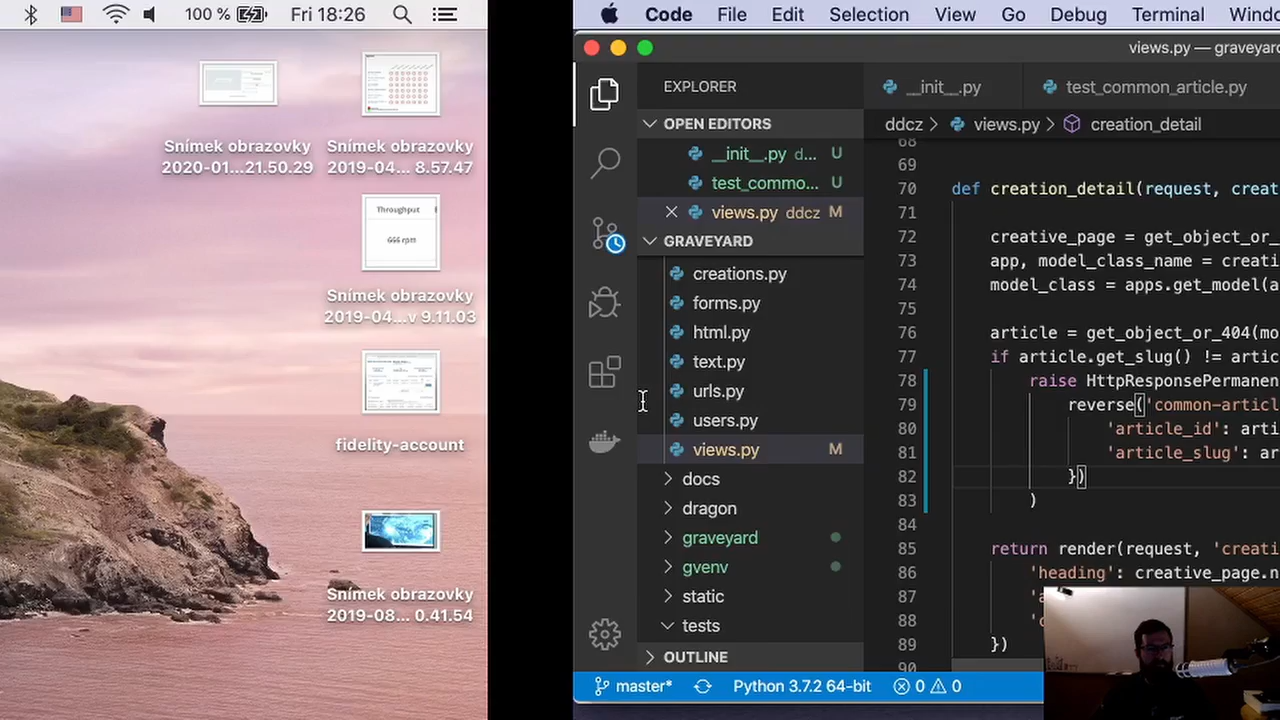 100 %
Fri 18:26
Snímek obrazovky
2020-01...21.50.29
Snímek obrazovky
2019-04... 8.57.47
Throughput
666 rpm
Snímek obrazovky
2019-04...v 9.11.03
fidelity-account
Snímek obrazovky
2019-08... 0.41.54
Code File Edit Selection View Go Debug Terminal Windo
views.py — graveyard
EXPLORER
OPEN EDITORS
__init__.py d... U
test_commo... U
views.py ddcz M
GRAVEYARD
creations.py
forms.py
html.py
text.py
urls.py
users.py
views.py M
docs
dragon
graveyard
gvenv
static
tests
OUTLINE
__init__.py
test_common_article.py
ddcz > views.py > creation_detail
68
69
70 def creation_detail(request, creat
71
72 creative_page = get_object_or_
73 app, model_class_name = creati
74 model_class = apps.get_model(a
75
76 article = get_object_or_404(mo
77 if article.get_slug() != artic
78 raise HttpResponsePermanen
79 reverse('common-articl
80 'article_id': arti
81 'article_slug': ar
82 })
83 )
84
85 return render(request, 'creati
86 'heading': creative_page.n
87
88
89 })
90
master* Python 3.7.2 64-bit 0 0